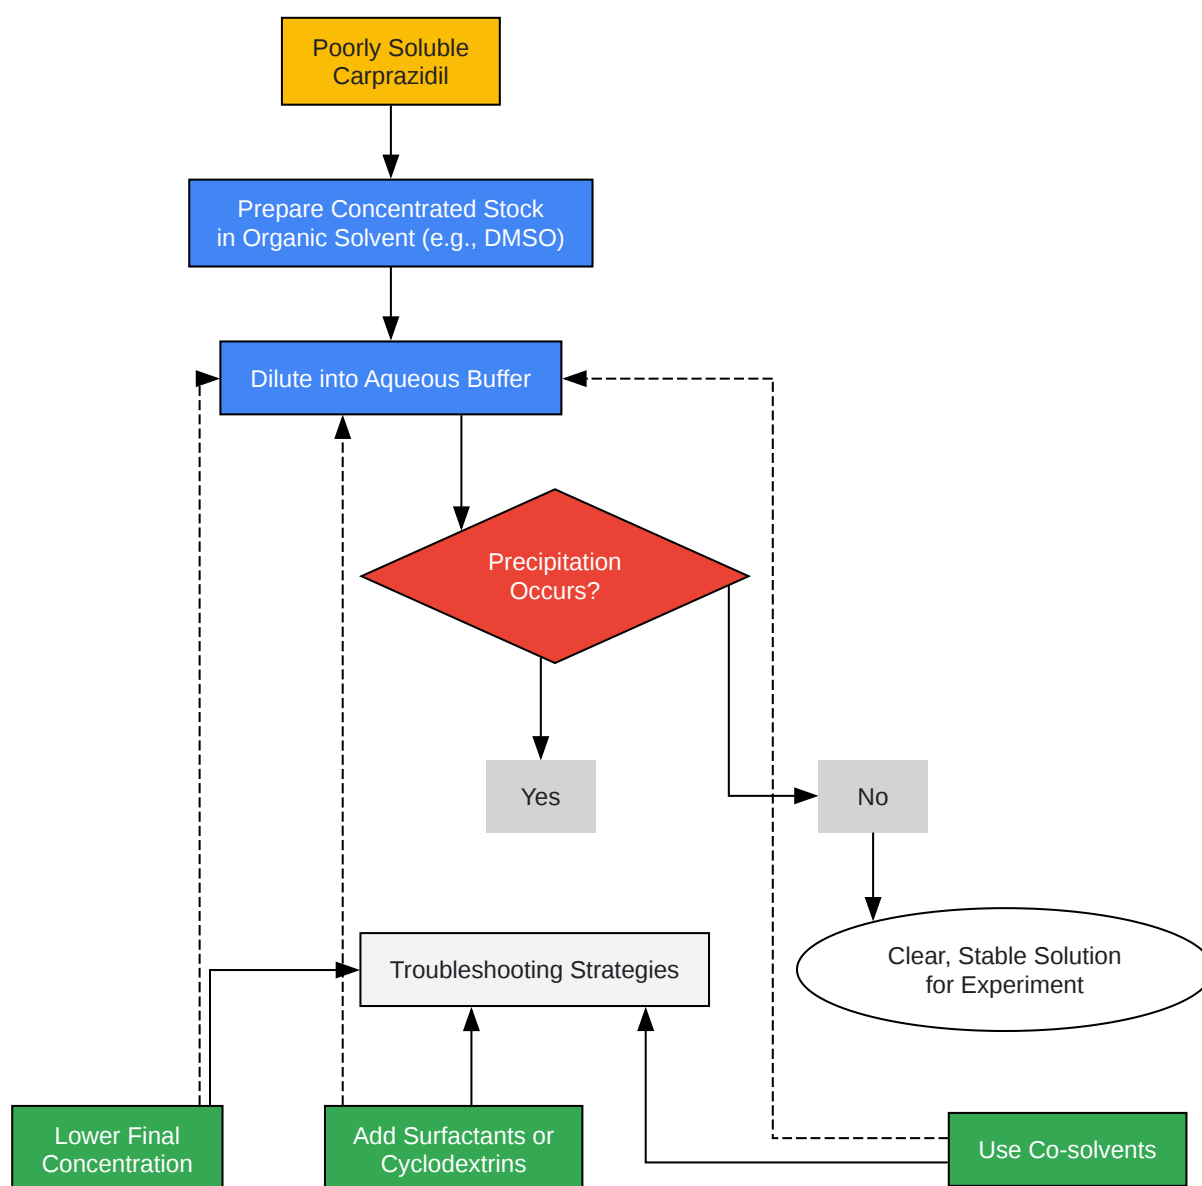 Poorly Soluble
Carprazidil
Prepare Concentrated Stock
in Organic Solvent (e.g., DMSO)
Dilute into Aqueous Buffer
Precipitation
Occurs?
Yes
No
Clear, Stable Solution
for Experiment
Troubleshooting Strategies
Lower Final
Concentration
Add Surfactants or
Cyclodextrins
Use Co-solvents